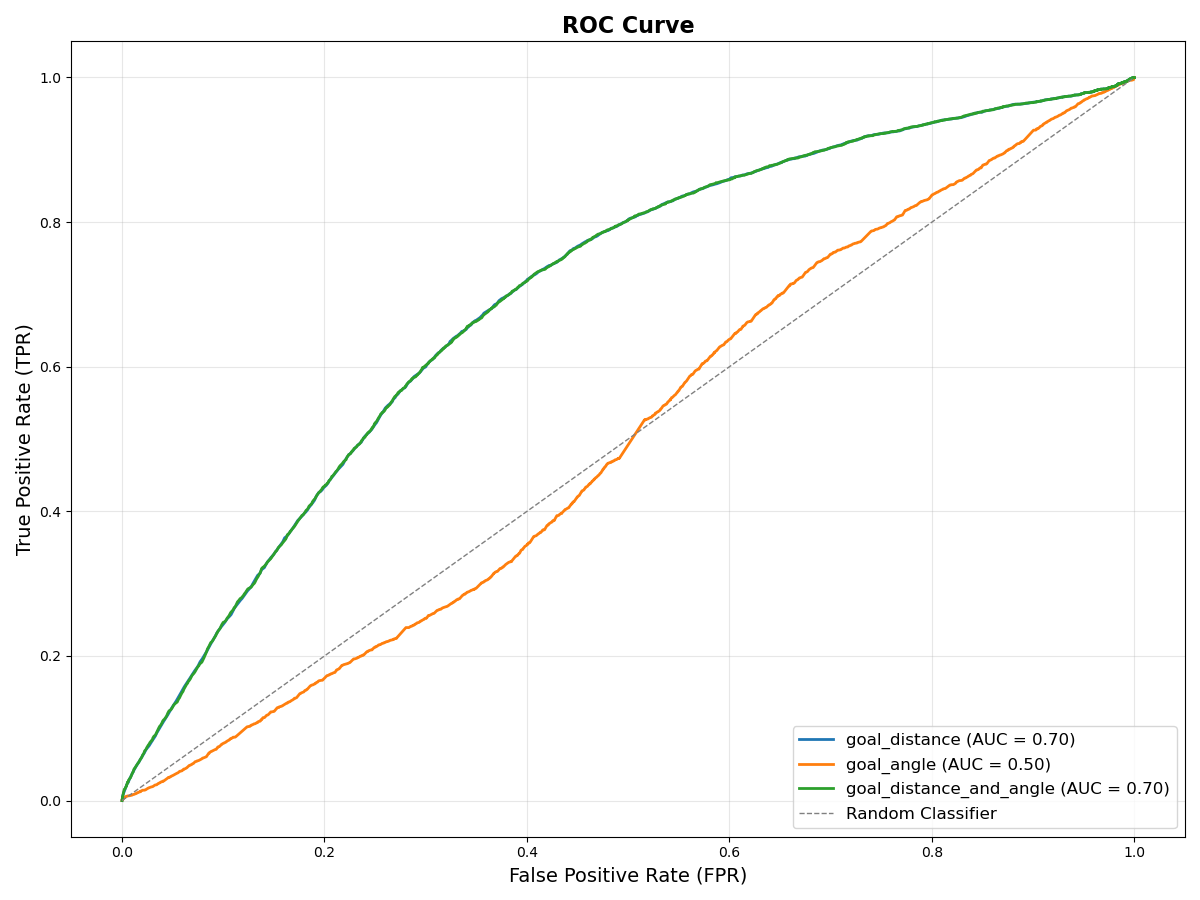 ROC Curve
True Positive Rate (TPR)
1.0
0.8
0.6
0.4
0.2
0.0
0.0 0.2 0.4 0.6 0.8 1.0
False Positive Rate (FPR)
goal_distance (AUC = 0.70)
goal_angle (AUC = 0.50)
goal_distance_and_angle (AUC = 0.70)
Random Classifier